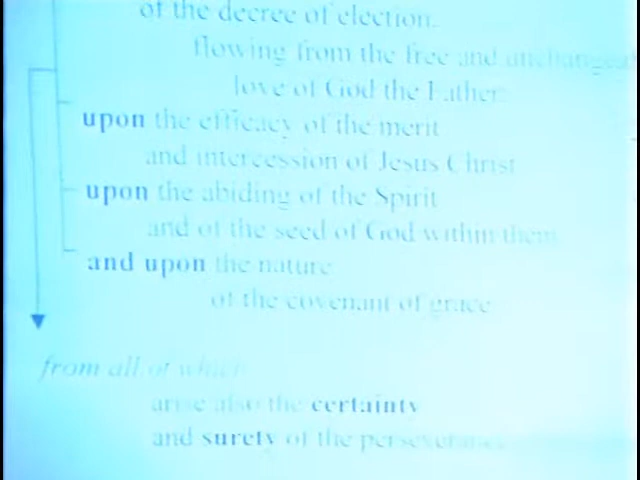 of the decree of election.
flowing from the free and
love of God the Father
upon the efficacy of the merit
and intercession of Jesus Christ
upon the abiding of the Spirit
and of the seed of God within them
and upon the nature
of the covenant of grace
from all of which
arise also the certainty
and surety of the